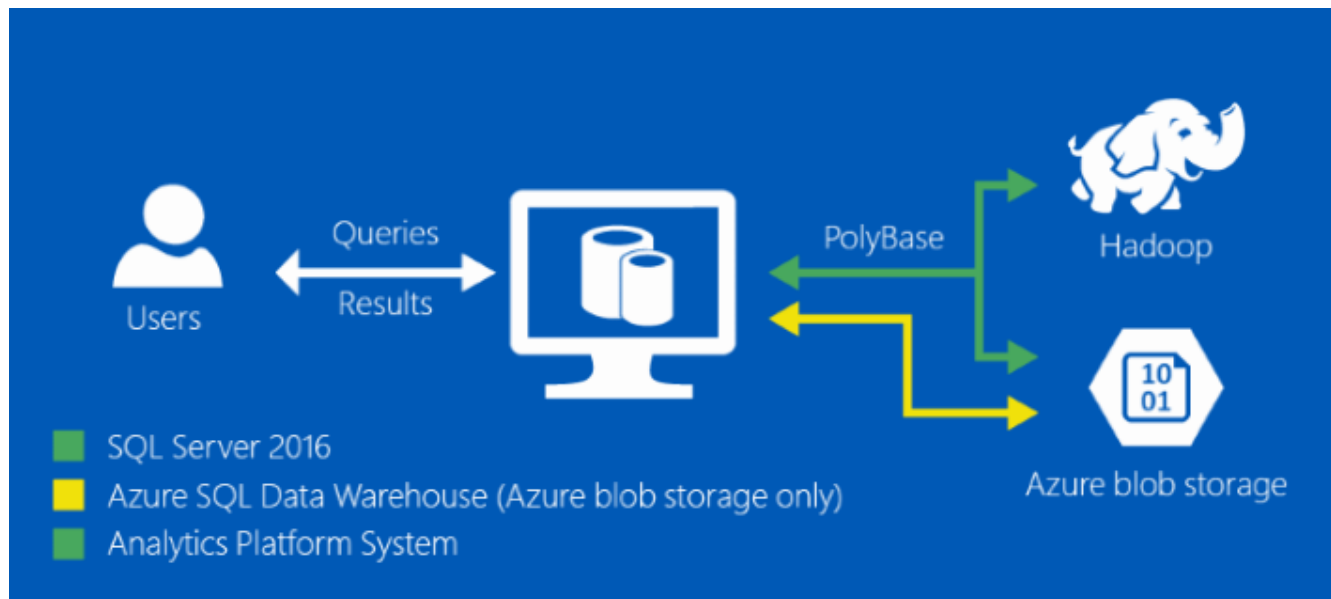 Queries
Results
Users
PolyBase
Hadoop
10
01
Azure blob storage
SQL Server 2016
Azure SQL Data Warehouse (Azure blob storage only)
Analytics Platform System